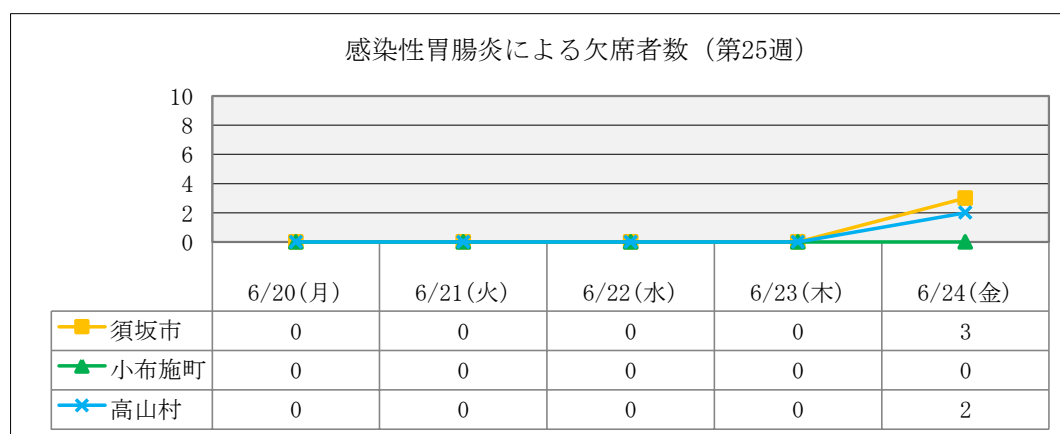 感染性胃腸炎による欠席者数（第25週）
10
8
6
4
2
0
6/20(月) 6/21(火) 6/22(水) 6/23(木) 6/24(金)
須坂市 0 0 0 0 3
小布施町 0 0 0 0 0
高山村 0 0 0 0 2